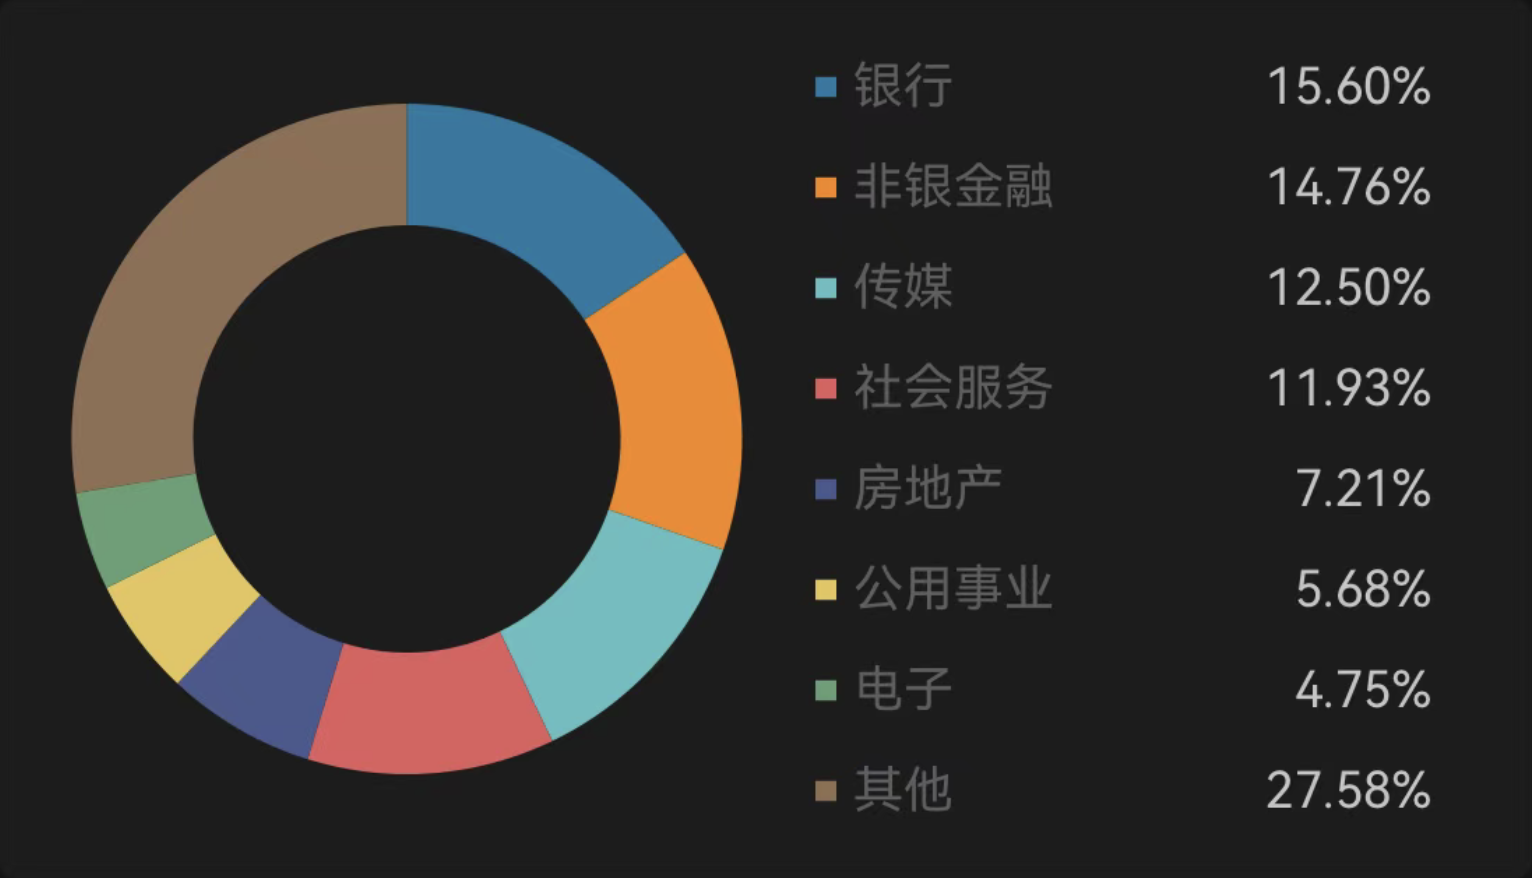 银行 15.60%
非银金融 14.76%
传媒 12.50%
社会服务 11.93%
房地产 7.21%
公用事业 5.68%
电子 4.75%
其他 27.58%